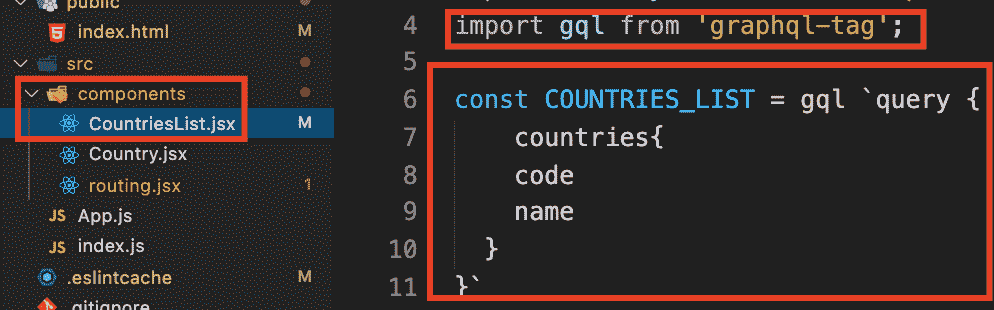 public
index.html M
src
components
CountriesList.jsx M
Country.jsx
routing.jsx 1
JS App.js
JS index.js
.eslintcache M
.gitignore
4 import gql from 'graphql-tag';
5
6 const COUNTRIES_LIST = gql `query {
7 countries{
8 code
9 name
10 }
11 }`